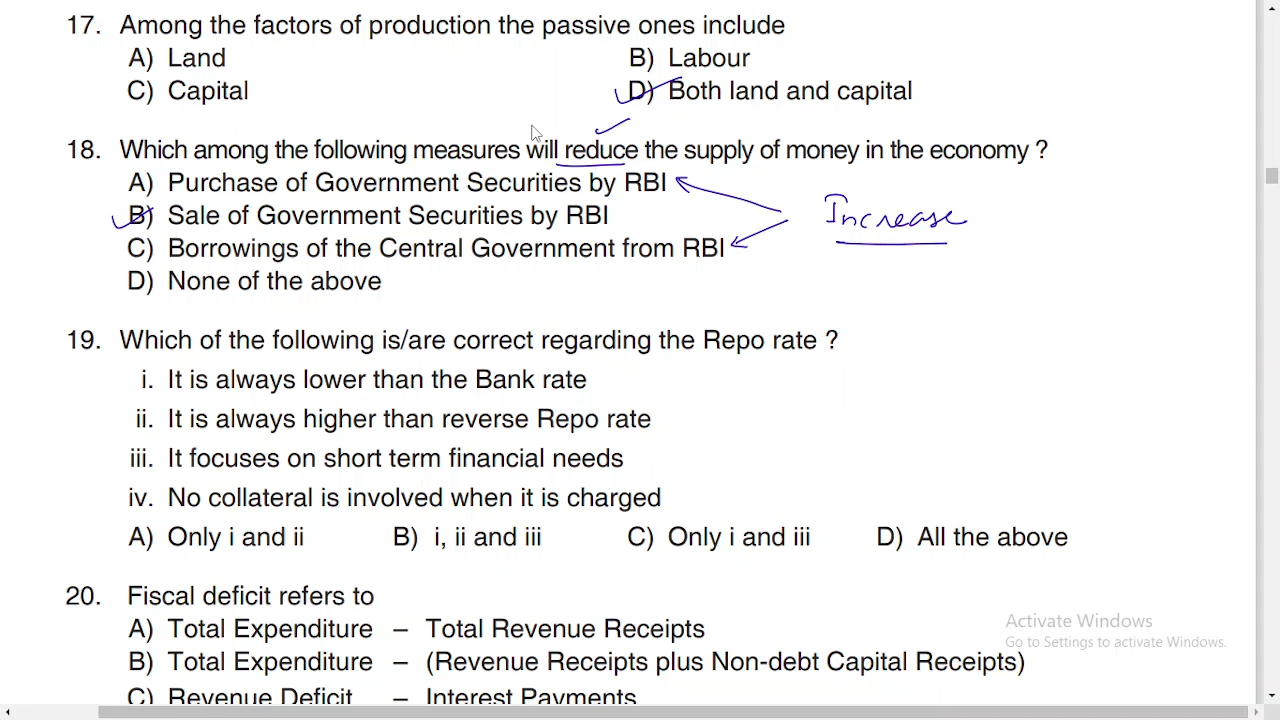 17. Among the factors of production the passive ones include
A) Land B) Labour
C) Capital D) Both land and capital
18. Which among the following measures will reduce the supply of money in the economy ?
A) Purchase of Government Securities by RBI
B) Sale of Government Securities by RBI
Increase
C) Borrowings of the Central Government from RBI
D) None of the above
19. Which of the following is/are correct regarding the Repo rate ?
i. It is always lower than the Bank rate
ii. It is always higher than reverse Repo rate
iii. It focuses on short term financial needs
iv. No collateral is involved when it is charged
A) Only i and ii B) i, ii and iii C) Only i and iii D) All the above
20. Fiscal deficit refers to
A) Total Expenditure – Total Revenue Receipts
B) Total Expenditure – (Revenue Receipts plus Non-debt Capital Receipts)
C) Revenue Deficit – Interest Payments
Activate Windows
Go to Settings to activate Windows.